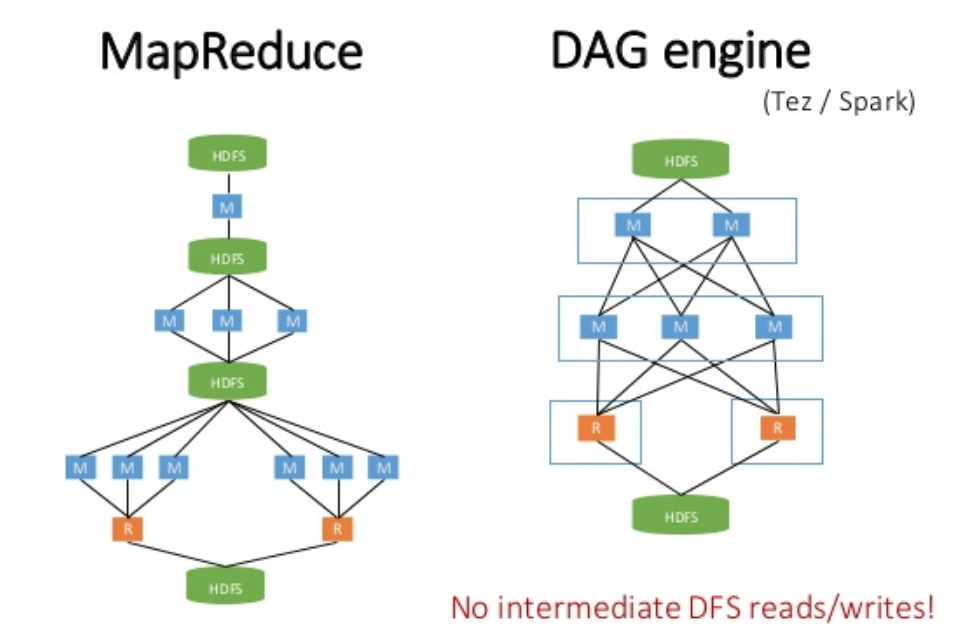 MapReduce
DAG engine
(Tez / Spark)
HDFS
M
HDFS
M M M
HDFS
M M M M M M
R R
HDFS
HDFS
M M
M M M
R R
HDFS
No intermediate DFS reads/writes!